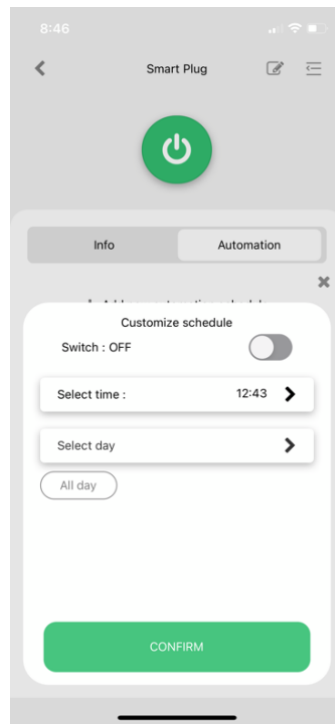 8:46
Smart Plug
Info Automation
Customize schedule
Switch : OFF
Select time : 12:43
Select day
All day
CONFIRM